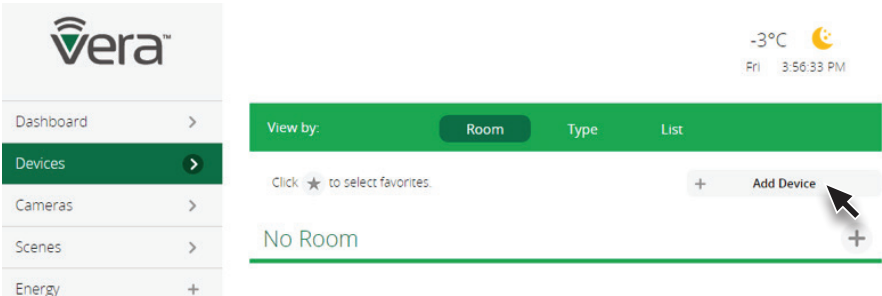 vera™
-3°C
Fri 3:56:33 PM
Dashboard
Devices
Cameras
Scenes
Energy
View by: Room Type List
Click ★ to select favorites.
+ Add Device
No Room